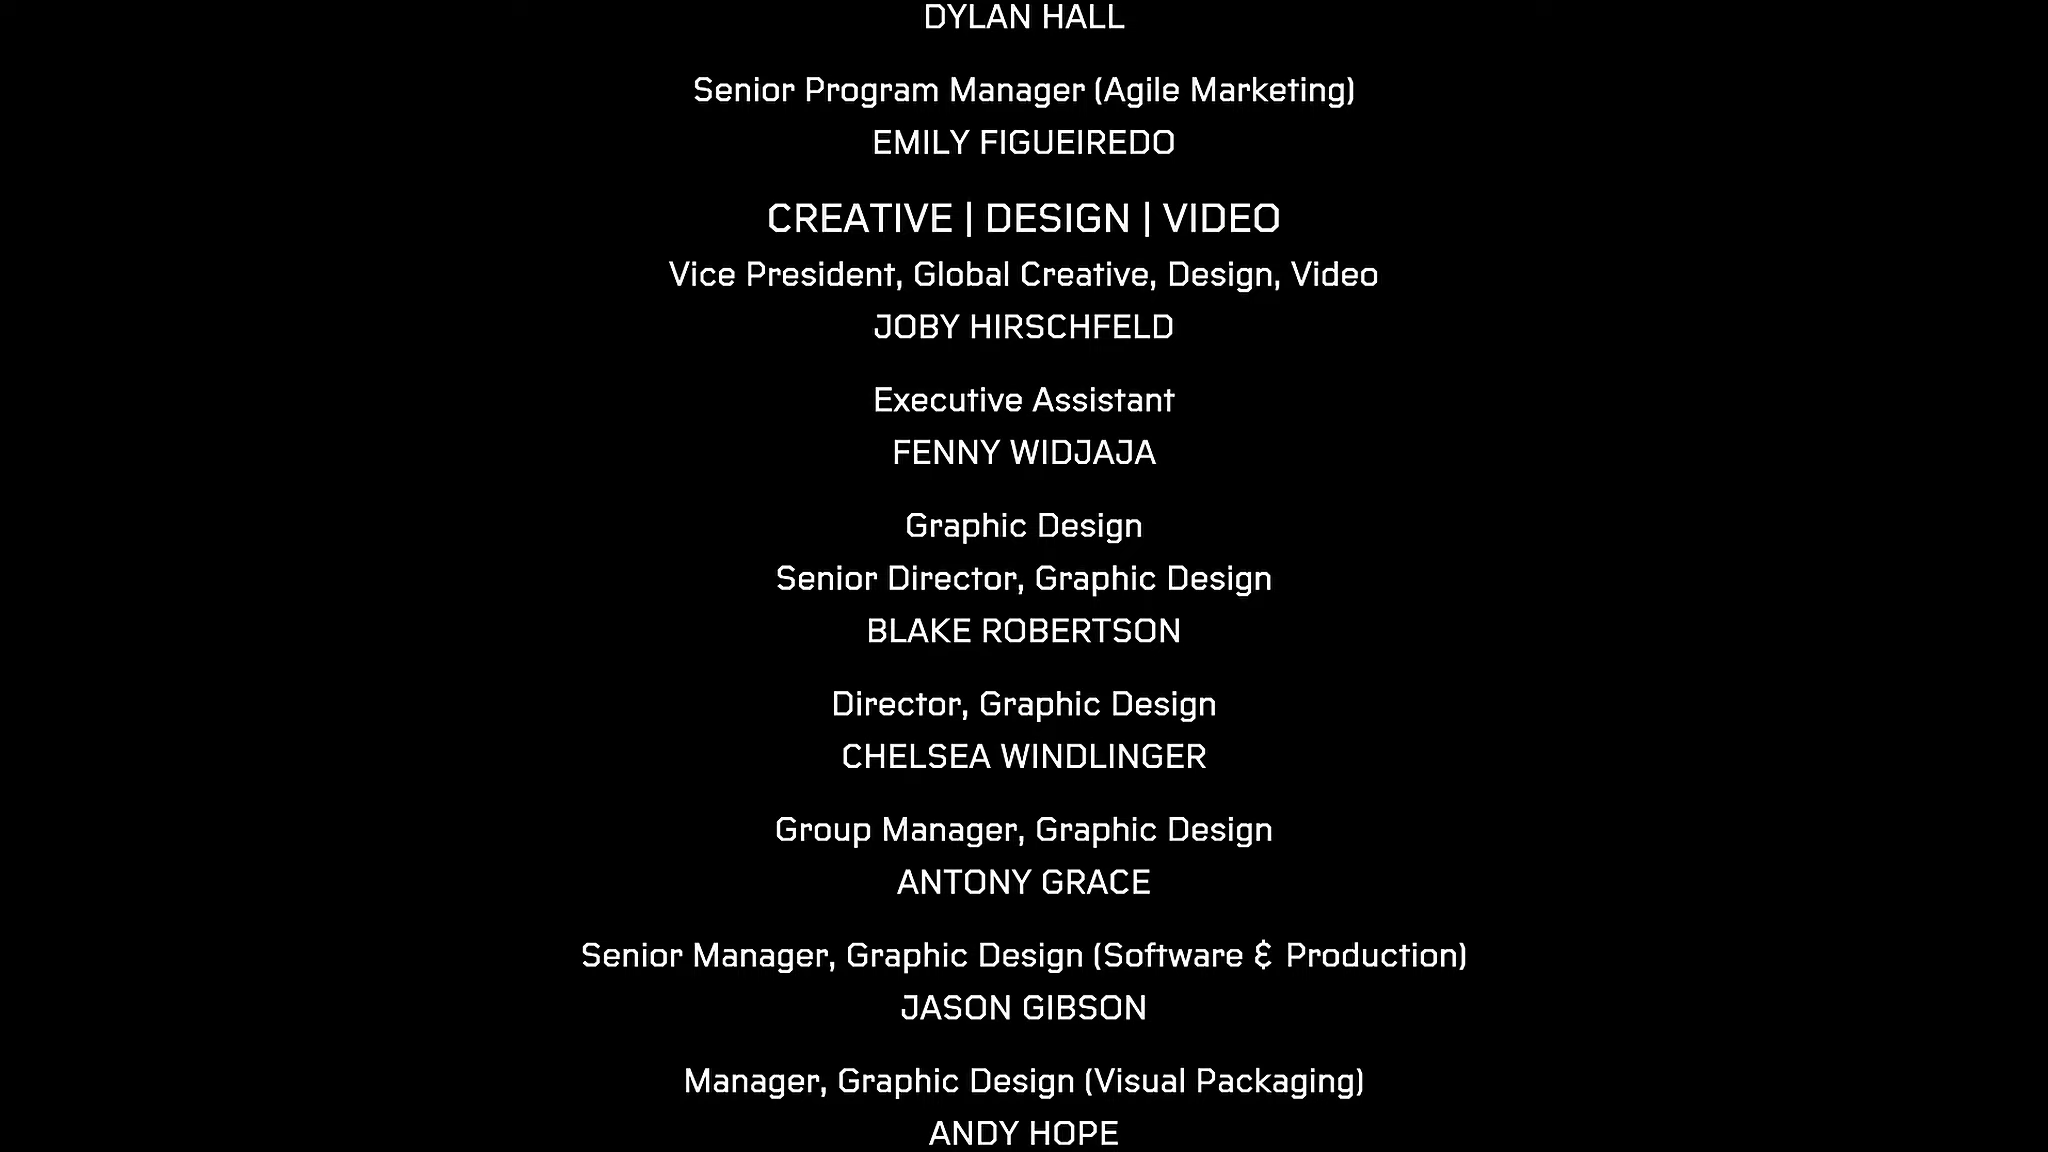 DYLAN HALL
Senior Program Manager (Agile Marketing)
EMILY FIGUEIREDO
CREATIVE | DESIGN | VIDEO
Vice President, Global Creative, Design, Video
JOBY HIRSCHFELD
Executive Assistant
FENNY WIDJAJA
Graphic Design
Senior Director, Graphic Design
BLAKE ROBERTSON
Director, Graphic Design
CHELSEA WINDLINGER
Group Manager, Graphic Design
ANTONY GRACE
Senior Manager, Graphic Design (Software & Production)
JASON GIBSON
Manager, Graphic Design (Visual Packaging)
ANDY HOPE